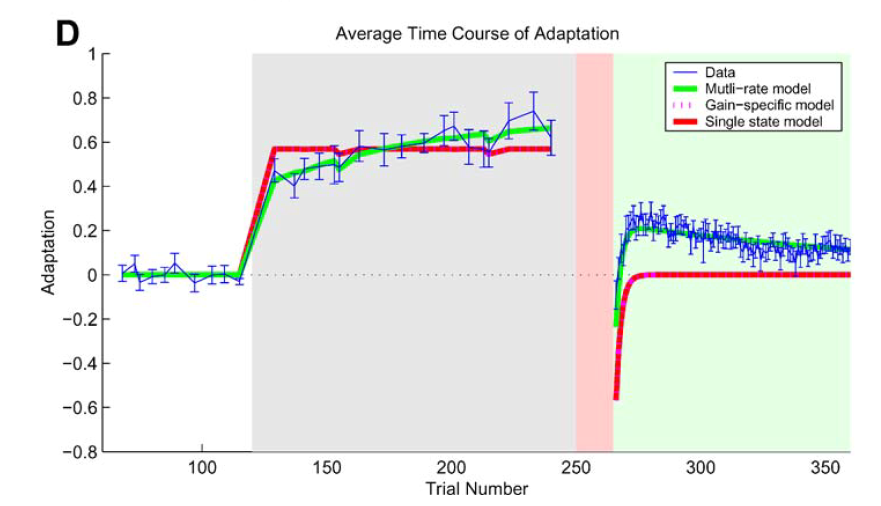 D
Average Time Course of Adaptation
Data
Mutli−rate model
Gain−specific model
Single state model
1
0.8
0.6
0.4
0.2
0
−0.2
−0.4
−0.6
−0.8
Adaptation
100 150 200 250 300 350
Trial Number